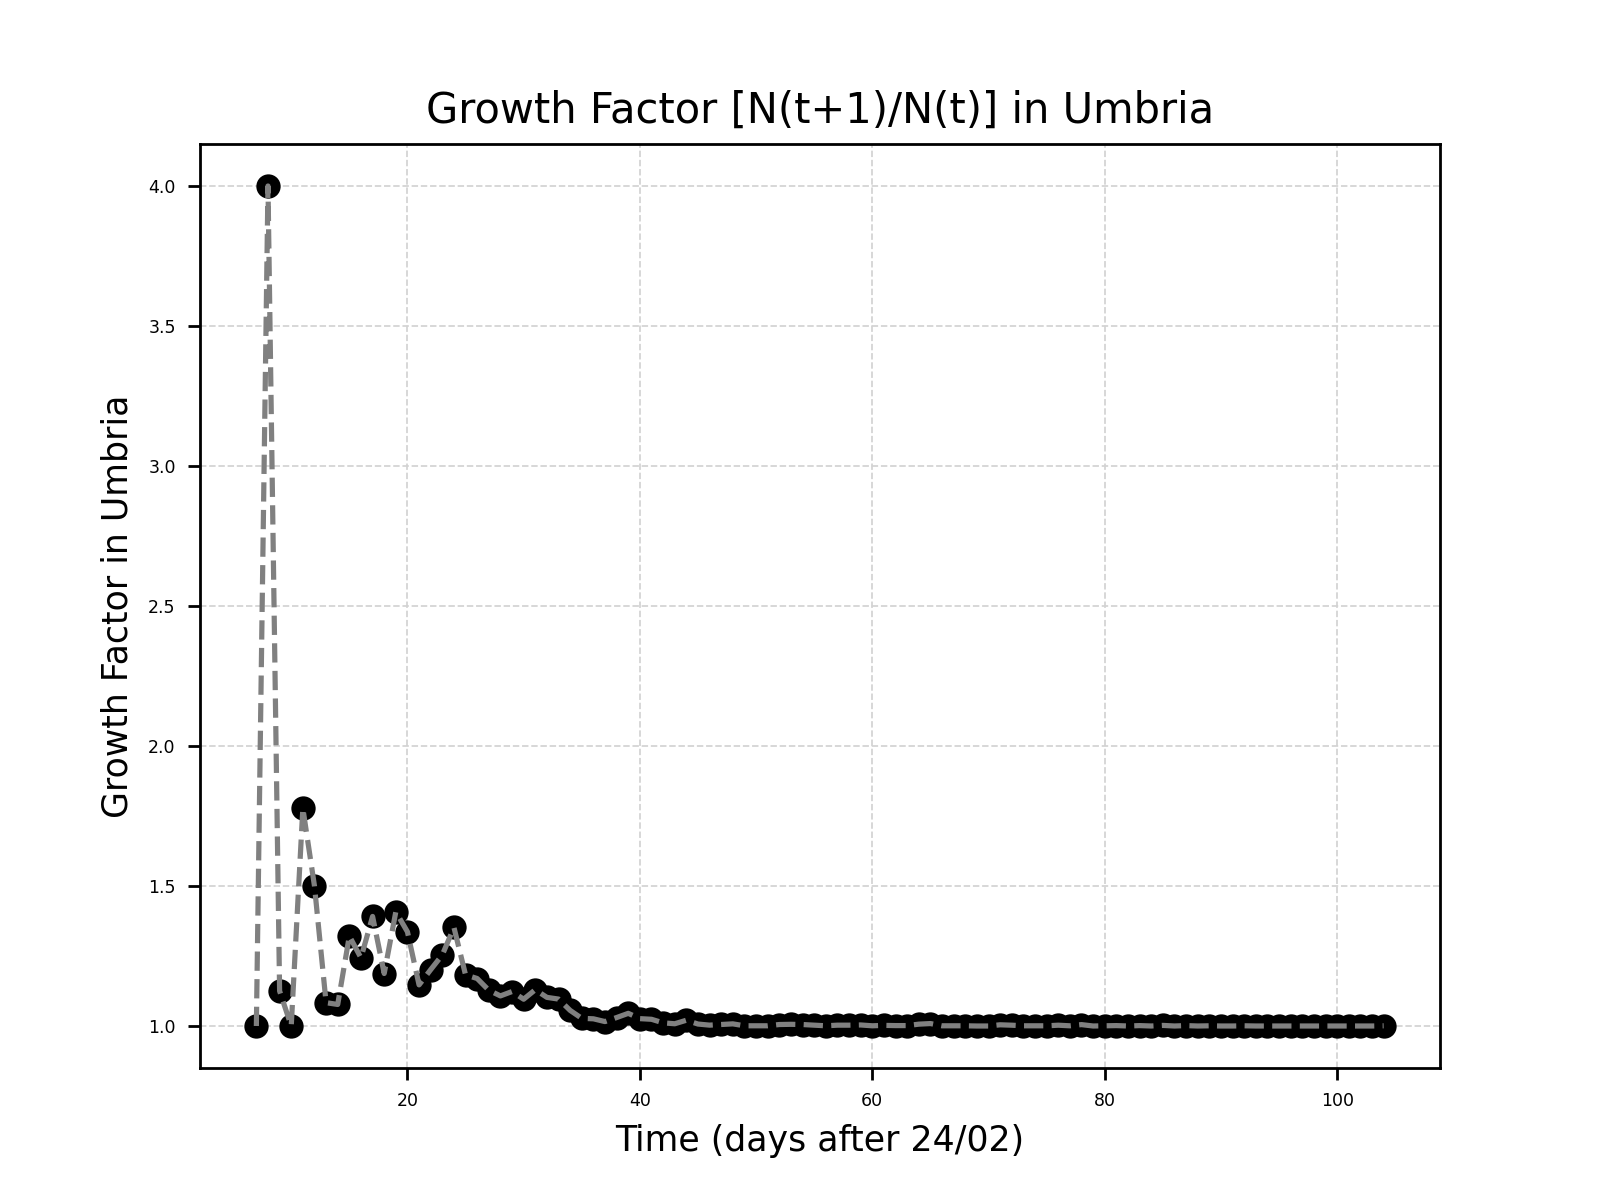 Growth Factor [N(t+1)/N(t)] in Umbria
Growth Factor in Umbria
4.0
3.5
3.0
2.5
2.0
1.5
1.0
20 40 60 80 100
Time (days after 24/02)